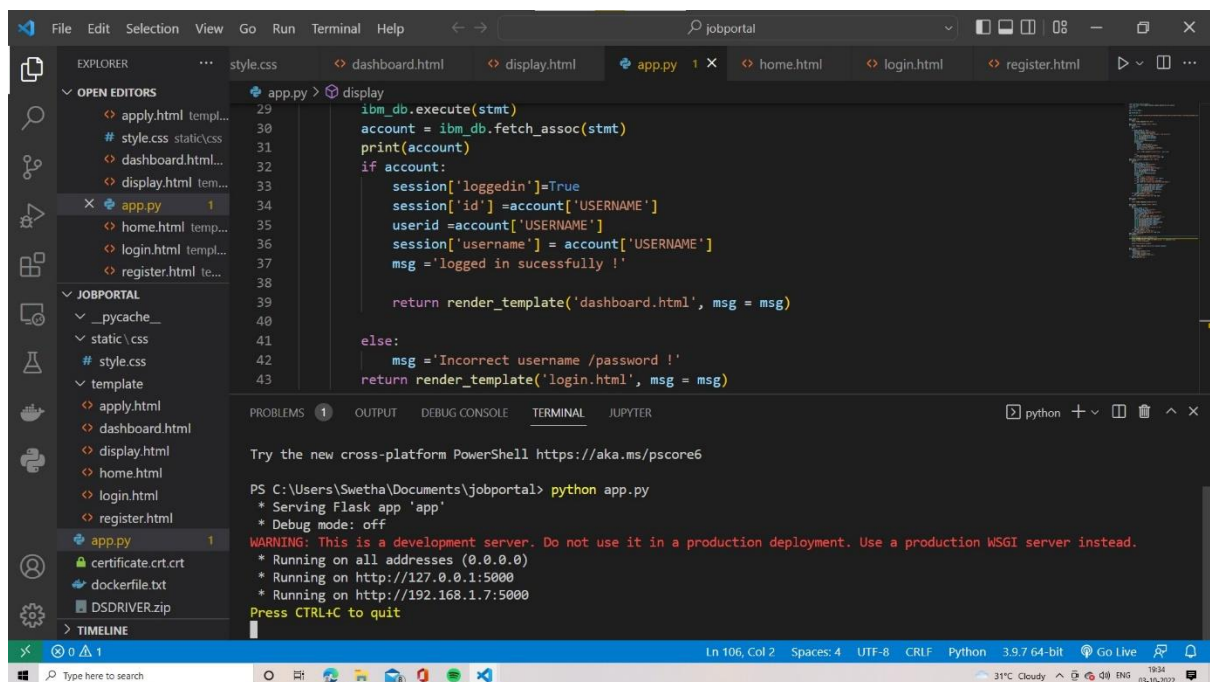 File Edit Selection View Go Run Terminal Help
jobportal
EXPLORER
style.css dashboard.html display.html app.py 1 home.html login.html register.html
OPEN EDITORS
apply.html templ...
# style.css static\css
dashboard.html...
display.html tem...
app.py 1
home.html temp...
login.html templ...
register.html te...
JOBPORTAL
__pycache__
static\css
# style.css
template
apply.html
dashboard.html
display.html
home.html
login.html
register.html
app.py 1
certificate.crt.crt
dockerfile.txt
DSDRIVER.zip
TIMELINE
app.py > display
29 ibm_db.execute(stmt)
30 account = ibm_db.fetch_assoc(stmt)
31 print(account)
32 if account:
33 session['loggedin']=True
34 session['id'] =account['USERNAME']
35 userid =account['USERNAME']
36 session['username'] = account['USERNAME']
37 msg ='logged in sucessfully !'
38
39 return render_template('dashboard.html', msg = msg)
40
41 else:
42 msg ='Incorrect username /password !'
43 return render_template('login.html', msg = msg)
PROBLEMS 1 OUTPUT DEBUG CONSOLE TERMINAL JUPYTER
python
Try the new cross-platform PowerShell https://aka.ms/pscore6
PS C:\Users\Swetha\Documents\jobportal> python app.py
* Serving Flask app 'app'
* Debug mode: off
WARNING: This is a development server. Do not use it in a production deployment. Use a production WSGI server instead.
* Running on all addresses (0.0.0.0)
* Running on http://127.0.0.1:5000
* Running on http://192.168.1.7:5000
Press CTRL+C to quit
0 1 Ln 106, Col 2 Spaces: 4 UTF-8 CRLF Python 3.9.7 64-bit Go Live
Type here to search
31°C Cloudy ENG
19:34
03-10-2022